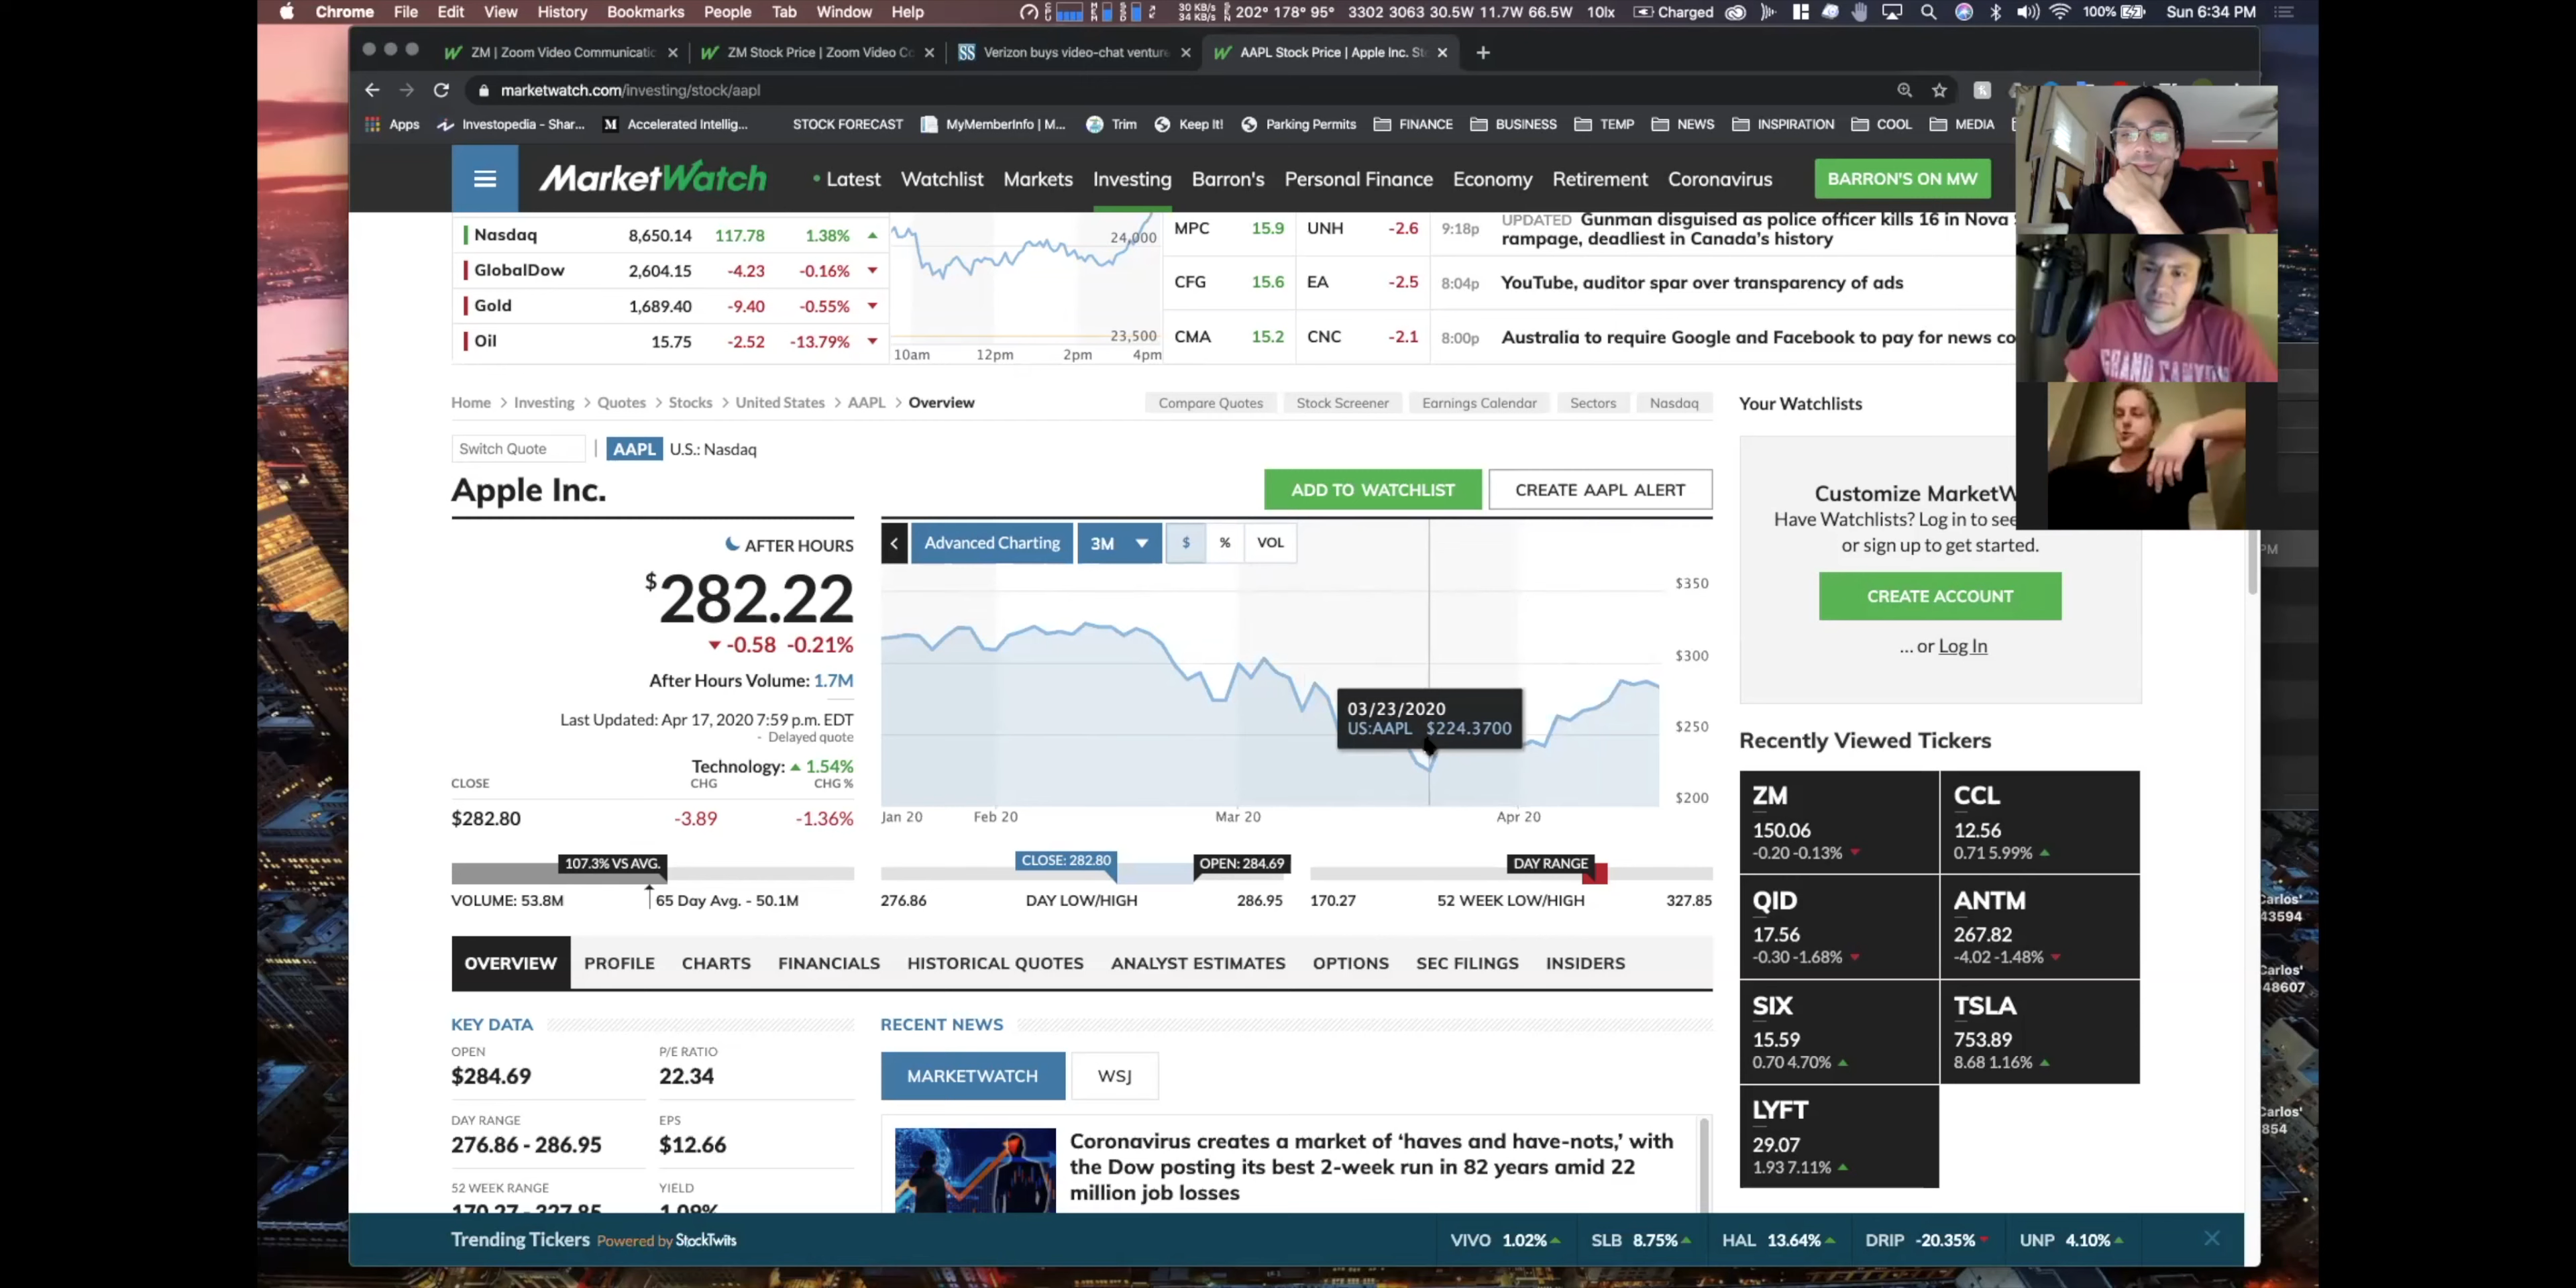 Chrome File Edit View History Bookmarks People Tab Window Help
30 KB/s
34 KB/s
202° 178° 95° 3302 3063 30.5W 11.7W 66.5W 10lx Charged 100% Sun 6:34 PM
ZM | Zoom Video Communicatic
ZM Stock Price | Zoom Video Co
Verizon buys video-chat venture
AAPL Stock Price | Apple Inc. St
marketwatch.com/investing/stock/aapl
Apps Investopedia - Shar... Accelerated Intellig... STOCK FORECAST MyMemberInfo | M... Trim Keep It! Parking Permits FINANCE BUSINESS TEMP NEWS INSPIRATION COOL MEDIA
MarketWatch
Latest Watchlist Markets Investing Barron's Personal Finance Economy Retirement Coronavirus BARRON'S ON MW
Nasdaq 8,650.14 117.78 1.38%
GlobalDow 2,604.15 -4.23 -0.16%
Gold 1,689.40 -9.40 -0.55%
Oil 15.75 -2.52 -13.79%
24,000
23,500
10am 12pm 2pm 4pm
MPC 15.9 UNH -2.6
CFG 15.6 EA -2.5
CMA 15.2 CNC -2.1
9:18p UPDATED Gunman disguised as police officer kills 16 in Nova
rampage, deadliest in Canada's history
8:04p YouTube, auditor spar over transparency of ads
8:00p Australia to require Google and Facebook to pay for news co
GRAND CANYON
Home > Investing > Quotes > Stocks > United States > AAPL > Overview
Compare Quotes Stock Screener Earnings Calendar Sectors Nasdaq
Switch Quote | AAPL U.S.: Nasdaq
Apple Inc.
ADD TO WATCHLIST CREATE AAPL ALERT
AFTER HOURS
$282.22
-0.58 -0.21%
After Hours Volume: 1.7M
Last Updated: Apr 17, 2020 7:59 p.m. EDT
- Delayed quote
Technology: 1.54%
CLOSE CHG CHG %
$282.80 -3.89 -1.36%
Advanced Charting 3M $ % VOL
$350
$300
$250
$200
03/23/2020
US:AAPL $224.3700
Jan 20 Feb 20 Mar 20 Apr 20
107.3% VS AVG.
VOLUME: 53.8M 65 Day Avg. - 50.1M
CLOSE: 282.80 OPEN: 284.69
276.86 DAY LOW/HIGH 286.95
DAY RANGE
170.27 52 WEEK LOW/HIGH 327.85
OVERVIEW PROFILE CHARTS FINANCIALS HISTORICAL QUOTES ANALYST ESTIMATES OPTIONS SEC FILINGS INSIDERS
KEY DATA
OPEN P/E RATIO
$284.69 22.34
DAY RANGE EPS
276.86 - 286.95 $12.66
52 WEEK RANGE YIELD
170.27 - 327.85 1.09%
RECENT NEWS
MARKETWATCH WSJ
Coronavirus creates a market of ‘haves and have-nots,’ with
the Dow posting its best 2-week run in 82 years amid 22
million job losses
Your Watchlists
Customize MarketW
Have Watchlists? Log in to see
or sign up to get started.
CREATE ACCOUNT
... or Log In
Recently Viewed Tickers
ZM
150.06
-0.20 -0.13%
CCL
12.56
0.71 5.99%
QID
17.56
-0.30 -1.68%
ANTM
267.82
-4.02 -1.48%
SIX
15.59
0.70 4.70%
TSLA
753.89
8.68 1.16%
LYFT
29.07
1.93 7.11%
PM
Carlos'
43594
Carlos'
48607
Carlos'
854
Trending Tickers Powered by StockTwits
VIVO 1.02% SLB 8.75% HAL 13.64% DRIP -20.35% UNP 4.10%